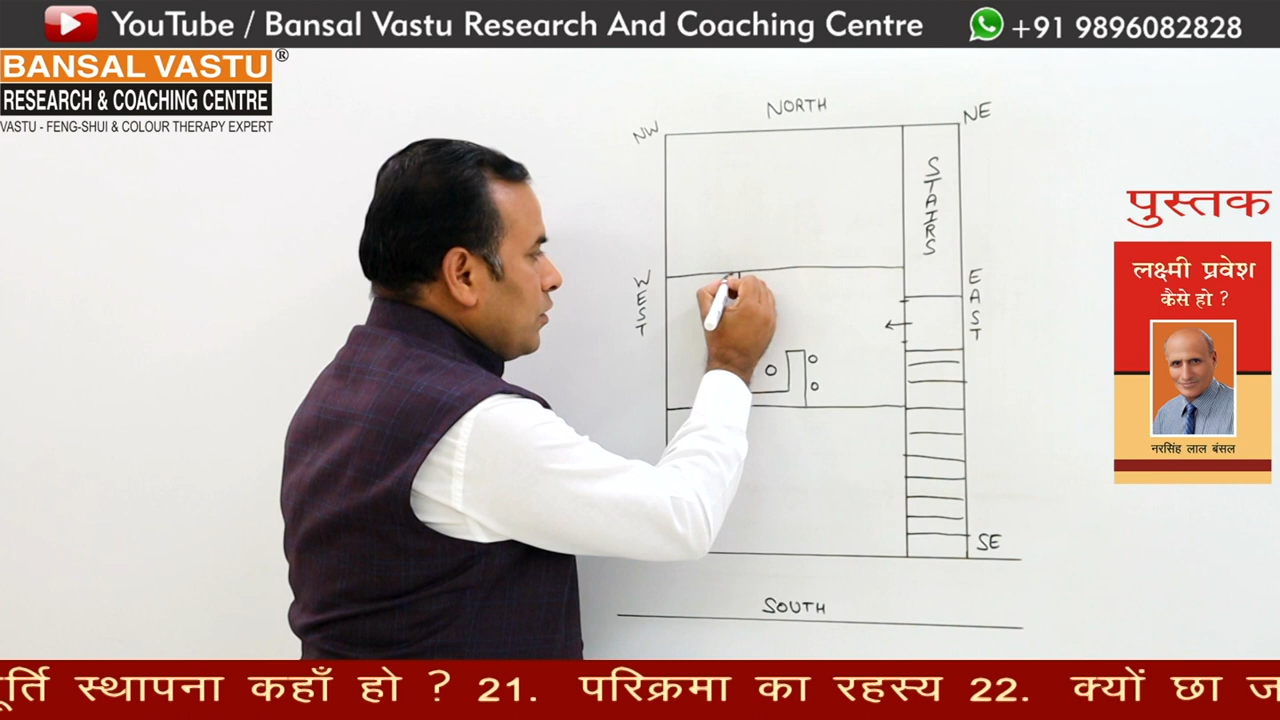 YouTube / Bansal Vastu Research And Coaching Centre
+91 9896082828
BANSAL VASTU®
RESEARCH & COACHING CENTRE
VASTU - FENG-SHUI & COLOUR THERAPY EXPERT
NORTH
NW
NE
STAIRS
WEST
EAST
SE
SOUTH
पुस्तक
लक्ष्मी प्रवेश
कैसे हो ?
नरसिंह लाल बंसल
स्थापना कहाँ हो ? 21. परिक्रमा का रहस्य 22. क्यों छा